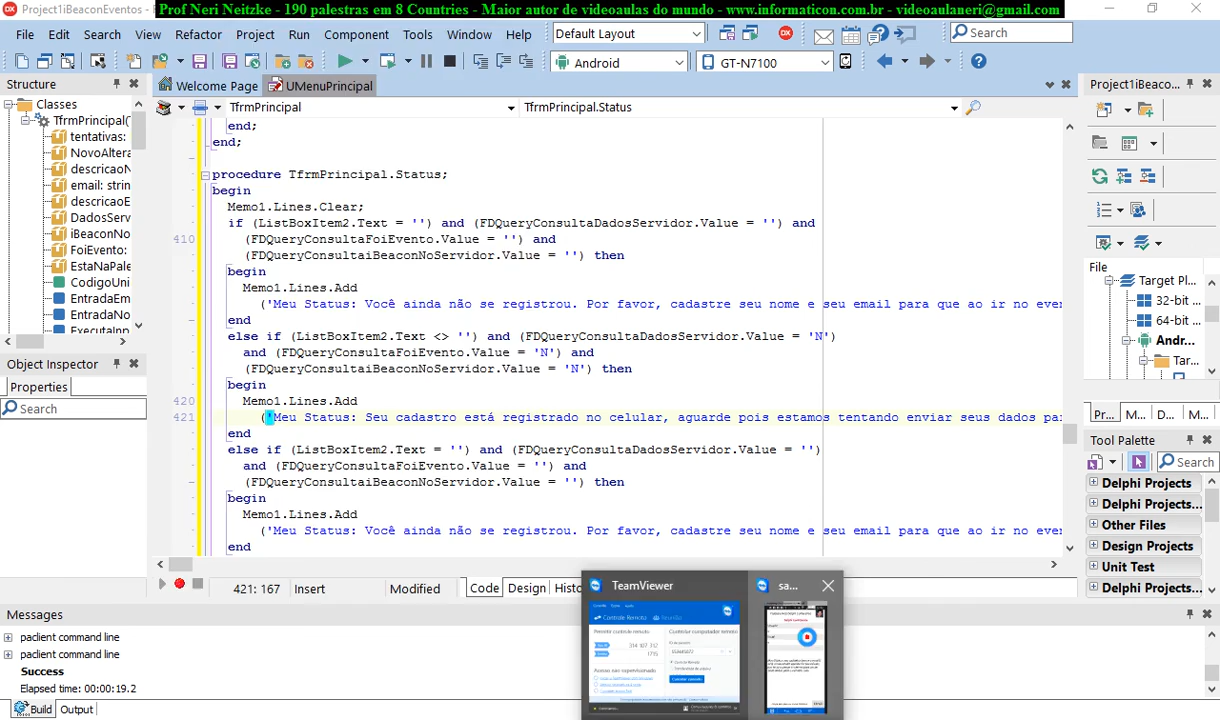 Project1iBeaconEventos -
Prof Neri Neitzke - 190 palestras em 8 Countries - Maior autor de videoaulas do mundo - www.informaticon.com.br - videoaulaneri@gmail.com
File Edit Search View Refactor Project Run Component Tools Window Help
Default Layout
Search
Android
GT-N7100
Structure
Welcome Page
UMenuPrincipal
Project1iBeaconEventos
Classes
TfrmPrincipal(
tentativas:
NovoAltera
descricaoN
email: string
descricaoE
DadosServ
iBeaconNo
FoiEvento:
EstaNaPale
CodigoUni
EntradaEm
EntradaNo
ExecutaInn
TfrmPrincipal
TfrmPrincipal.Status
end;
end;
procedure TfrmPrincipal.Status;
begin
Memo1.Lines.Clear;
if (ListBoxItem2.Text = '') and (FDQueryConsultaDadosServidor.Value = '') and
410 (FDQueryConsultaFoiEvento.Value = '') and
(FDQueryConsultaiBeaconNoServidor.Value = '') then
begin
Memo1.Lines.Add
('Meu Status: Você ainda não se registrou. Por favor, cadastre seu nome e seu email para que ao ir no even
end
else if (ListBoxItem2.Text <> '') and (FDQueryConsultaDadosServidor.Value = 'N')
and (FDQueryConsultaFoiEvento.Value = 'N') and
(FDQueryConsultaiBeaconNoServidor.Value = 'N') then
begin
420 Memo1.Lines.Add
421 ('Meu Status: Seu cadastro está registrado no celular, aguarde pois estamos tentando enviar seus dados par
end
else if (ListBoxItem2.Text = '') and (FDQueryConsultaDadosServidor.Value = '')
and (FDQueryConsultaFoiEvento.Value = '') and
(FDQueryConsultaiBeaconNoServidor.Value = '') then
begin
Memo1.Lines.Add
('Meu Status: Você ainda não se registrou. Por favor, cadastre seu nome e seu email para que ao ir no even
end
Object Inspector
Properties
Search
File
Target Pl...
32-bit ...
64-bit ...
Andr...
Tar...
Pr... M... D... M...
Tool Palette
Search
Delphi Projects
Delphi Projects...
Other Files
Design Projects
Unit Test
Delphi Projects...
421: 167 Insert Modified Code Design Histo
Messages
paclient command line
paclient command line
Success
Elapsed time: 00:00:19.2
Build Output
TeamViewer
sa...
Controle Remoto